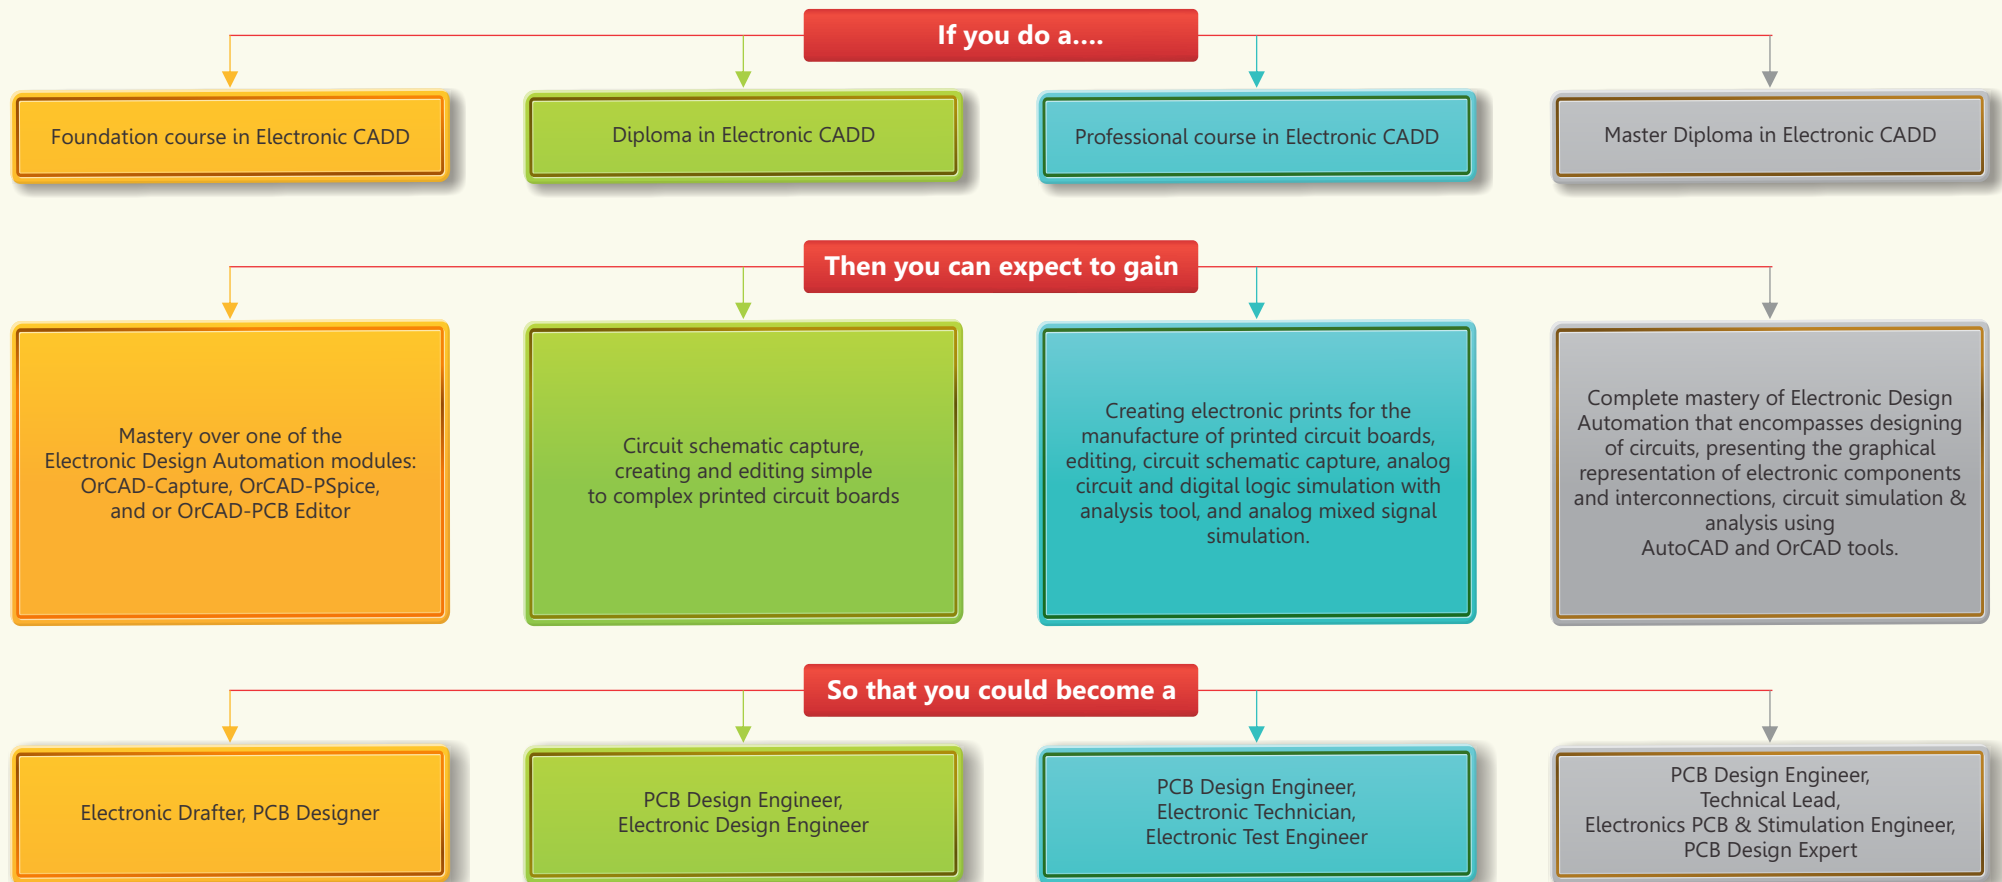 If you do a....
Foundation course in Electronic CADD
Diploma in Electronic CADD
Professional course in Electronic CADD
Master Diploma in Electronic CADD
Then you can expect to gain
Mastery over one of the
Electronic Design Automation modules:
OrCAD-Capture, OrCAD-PSpice,
and or OrCAD-PCB Editor
Circuit schematic capture,
creating and editing simple
to complex printed circuit boards
Creating electronic prints for the
manufacture of printed circuit boards,
editing, circuit schematic capture, analog
circuit and digital logic simulation with
analysis tool, and analog mixed signal
simulation.
Complete mastery of Electronic Design
Automation that encompasses designing
of circuits, presenting the graphical
representation of electronic components
and interconnections, circuit simulation &
analysis using
AutoCAD and OrCAD tools.
So that you could become a
Electronic Drafter, PCB Designer
PCB Design Engineer,
Electronic Design Engineer
PCB Design Engineer,
Electronic Technician,
Electronic Test Engineer
PCB Design Engineer,
Technical Lead,
Electronics PCB & Stimulation Engineer,
PCB Design Expert